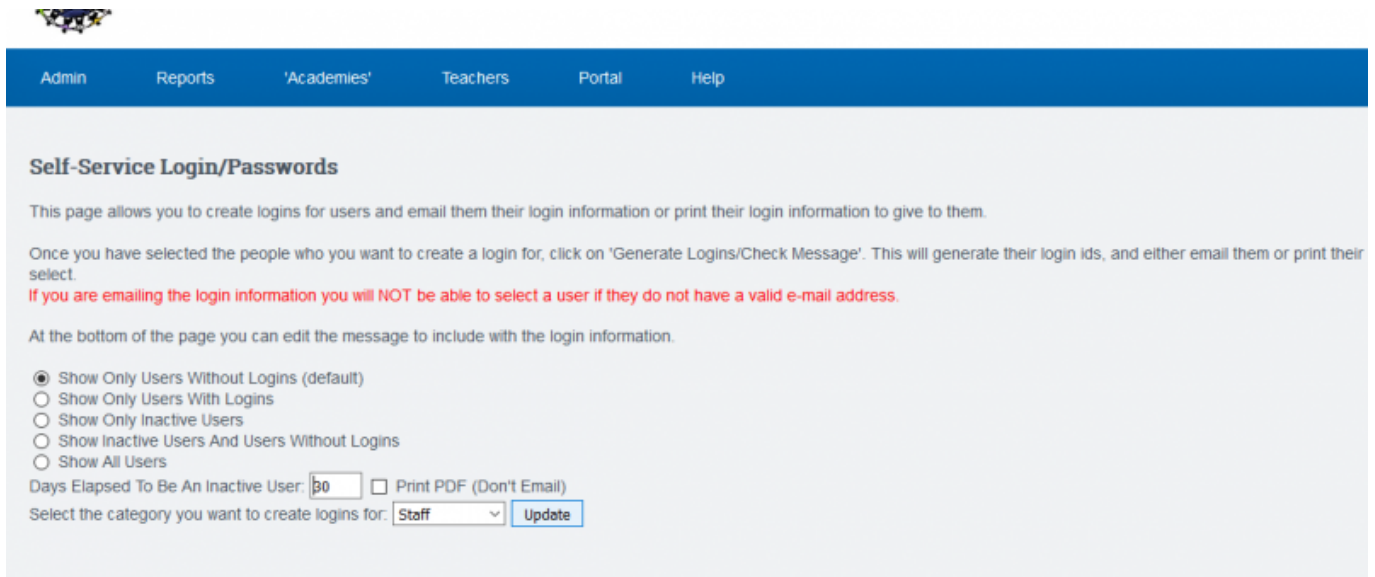 Admin Reports 'Academies' Teachers Portal Help
Self-Service Login/Passwords
This page allows you to create logins for users and email them their login information or print their login information to give to them.
Once you have selected the people who you want to create a login for, click on 'Generate Logins/Check Message'. This will generate their login ids, and either email them or print their
select.
If you are emailing the login information you will NOT be able to select a user if they do not have a valid e-mail address.
At the bottom of the page you can edit the message to include with the login information.
Show Only Users Without Logins (default)
Show Only Users With Logins
Show Only Inactive Users
Show Inactive Users And Users Without Logins
Show All Users
Days Elapsed To Be An Inactive User: 30 Print PDF (Don't Email)
Select the category you want to create logins for: Staff Update